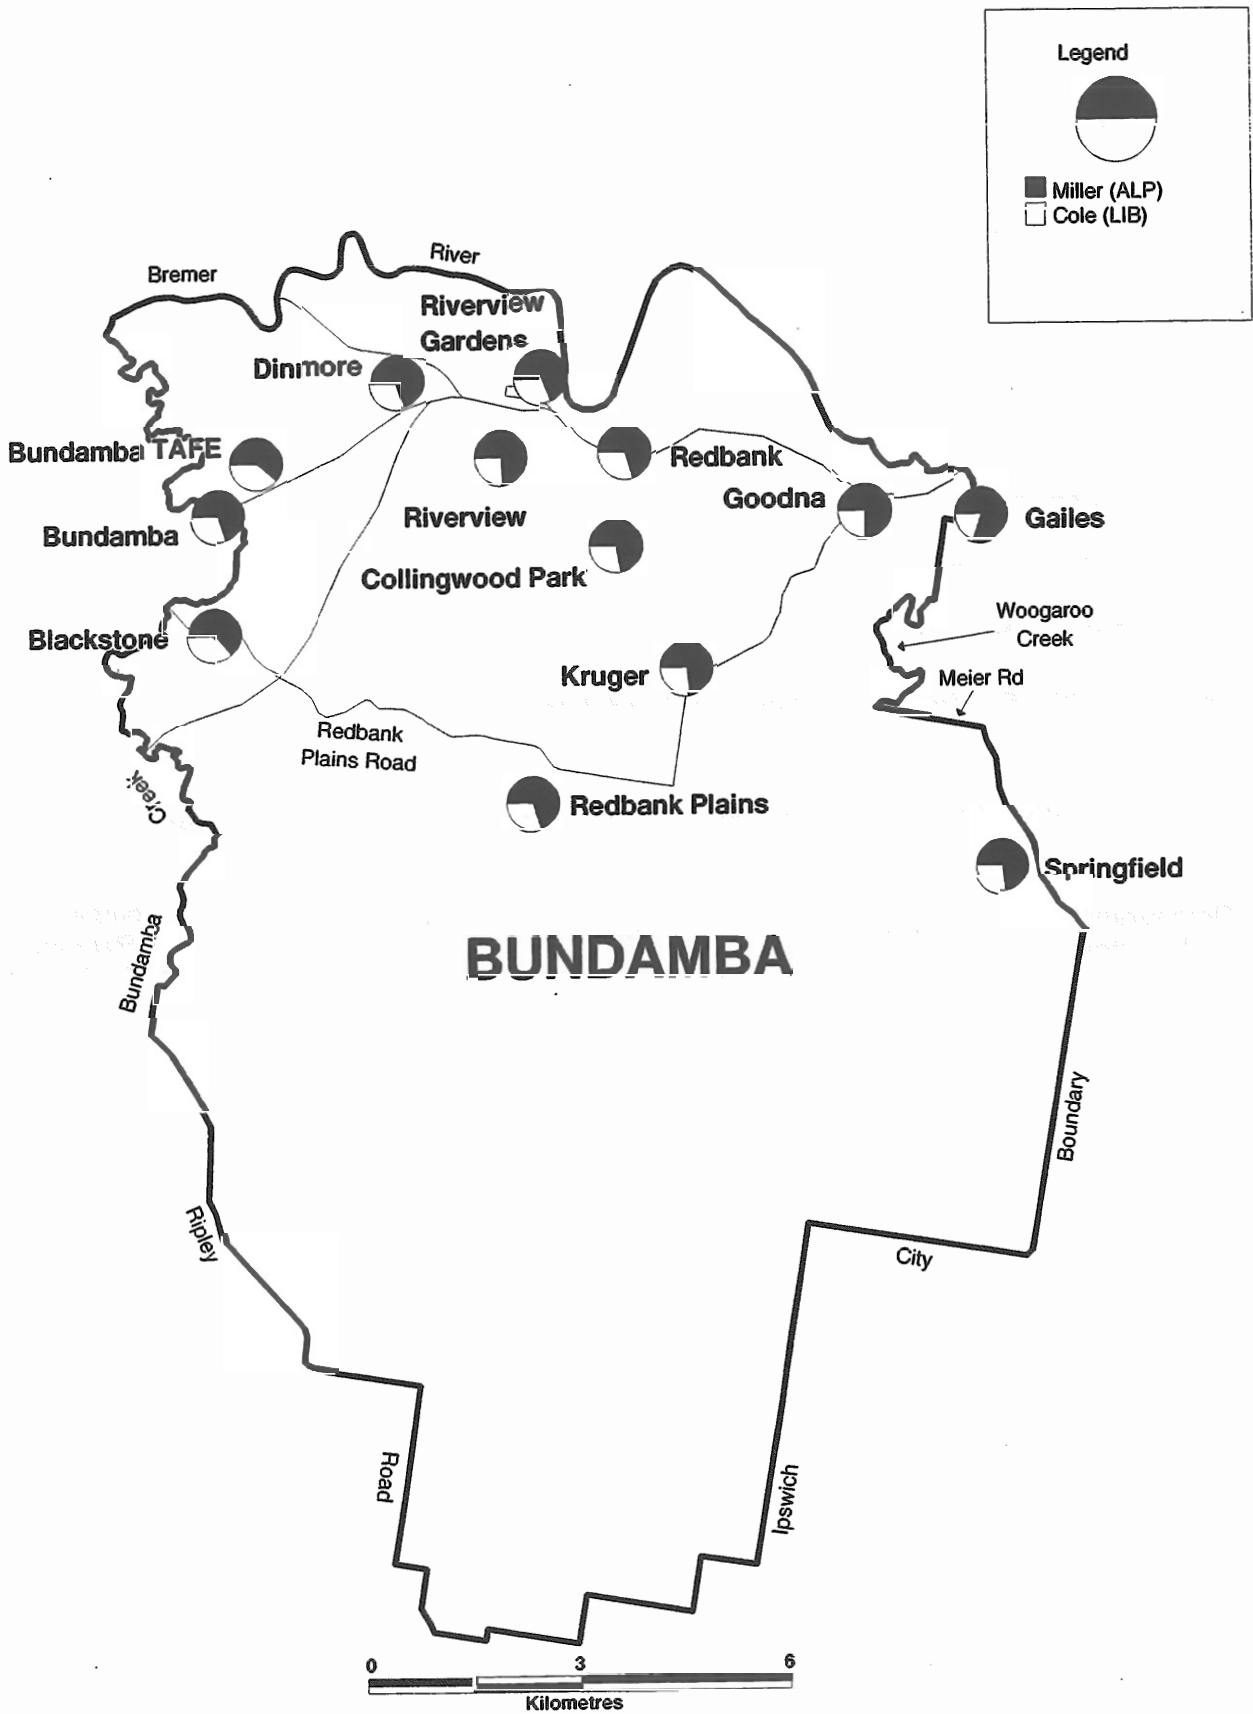 Legend
Miller (ALP)
Cole (LIB)
Bremer
River
Riverview
Gardens
Dinmore
Bundamba TAFE
Redbank
Goodna
Riverview
Bundamba
Gailes
Collingwood Park
Woogaroo
Creek
Blackstone
Kruger
Meier Rd
Redbank
Plains Road
Creek
Redbank Plains
Springfield
Bundamba
BUNDAMBA
Boundary
Ripley
City
Road
Ipswich
0 3 6
Kilometres